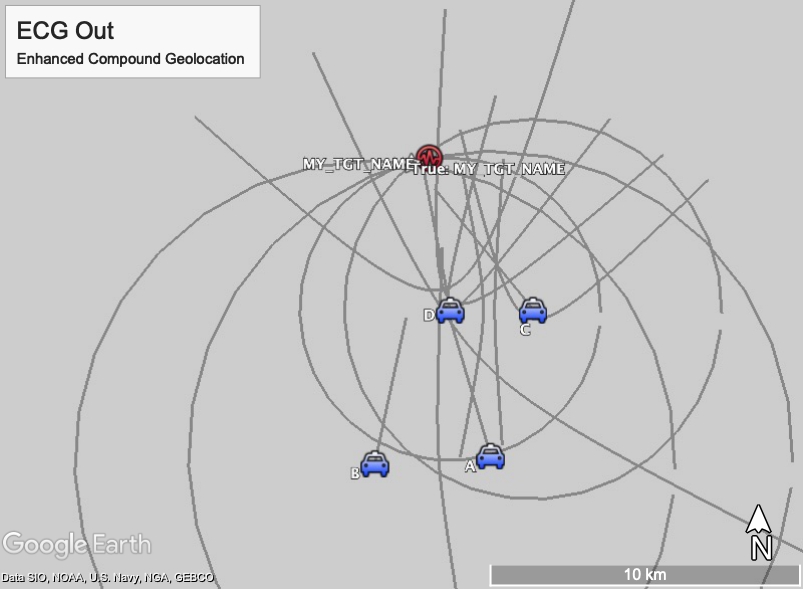 ECG Out
Enhanced Compound Geolocation
MY_TGT_NAME
True: MY_TGT_NAME
D
C
B
A
N
Google Earth
10 km
Data SIO, NOAA, U.S. Navy, NGA, GEBCO